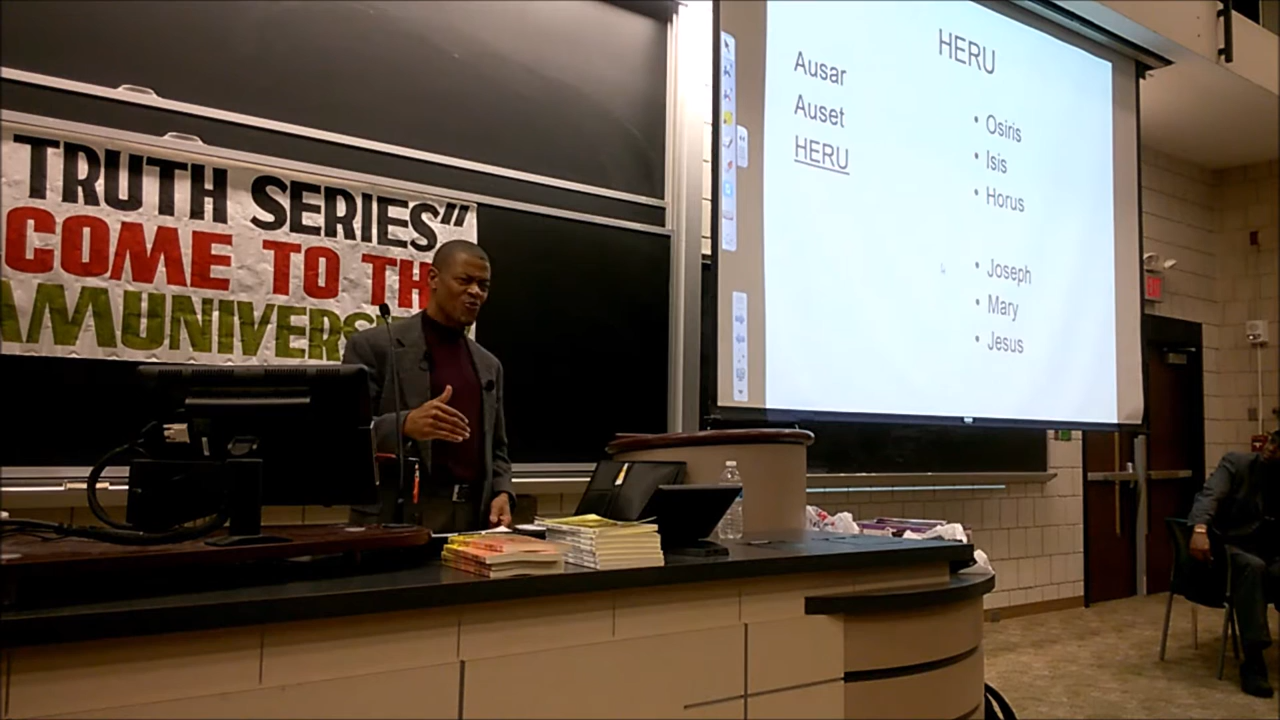 TRUTH SERIES"
COME TO TH
AMUNIVERS
HERU
Ausar
Auset
HERU
• Osiris
• Isis
• Horus
• Joseph
• Mary
• Jesus